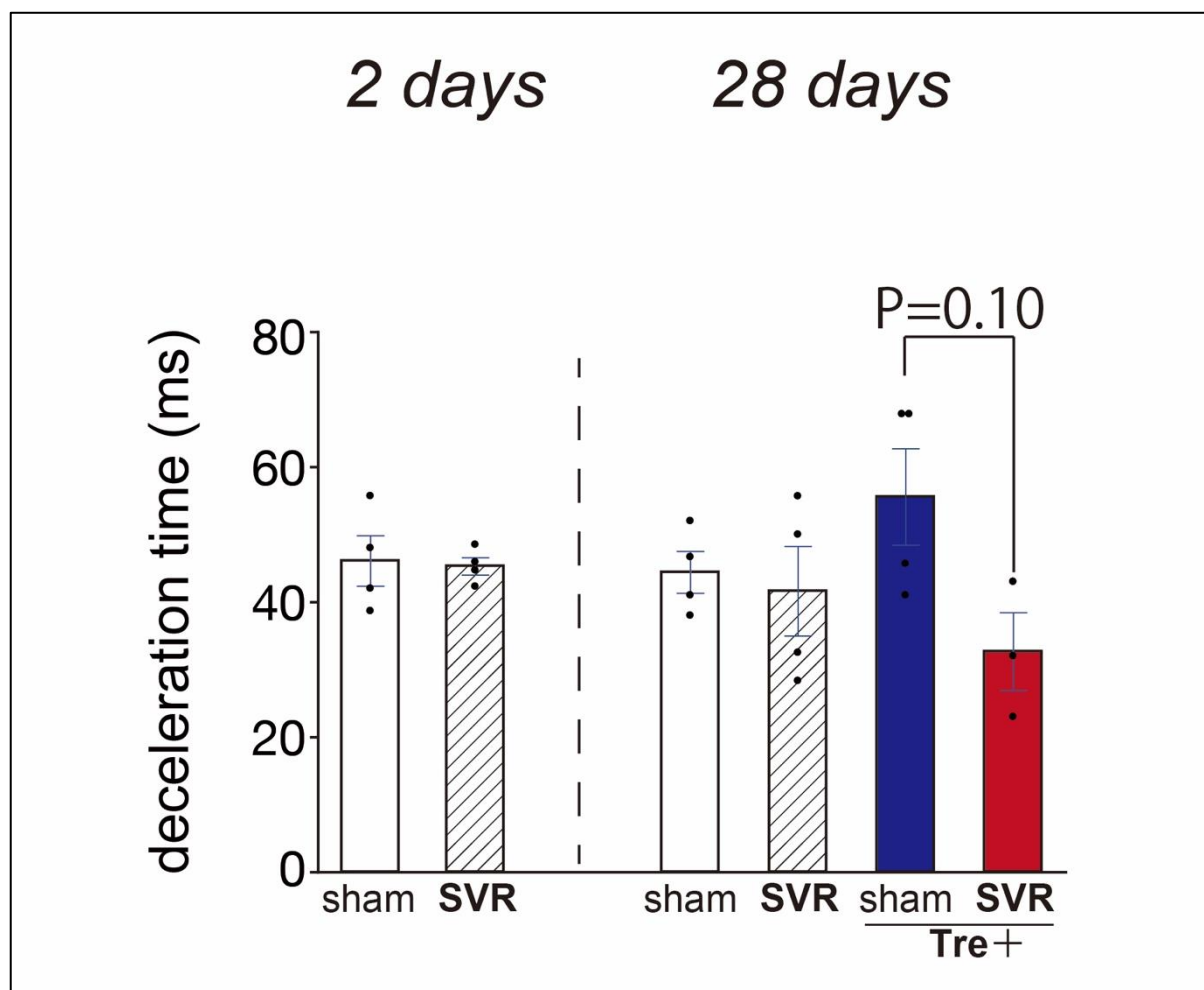 2 days 28 days
P=0.10
deceleration time (ms)
80
60
40
20
0
sham SVR sham SVR sham SVR
Tre+